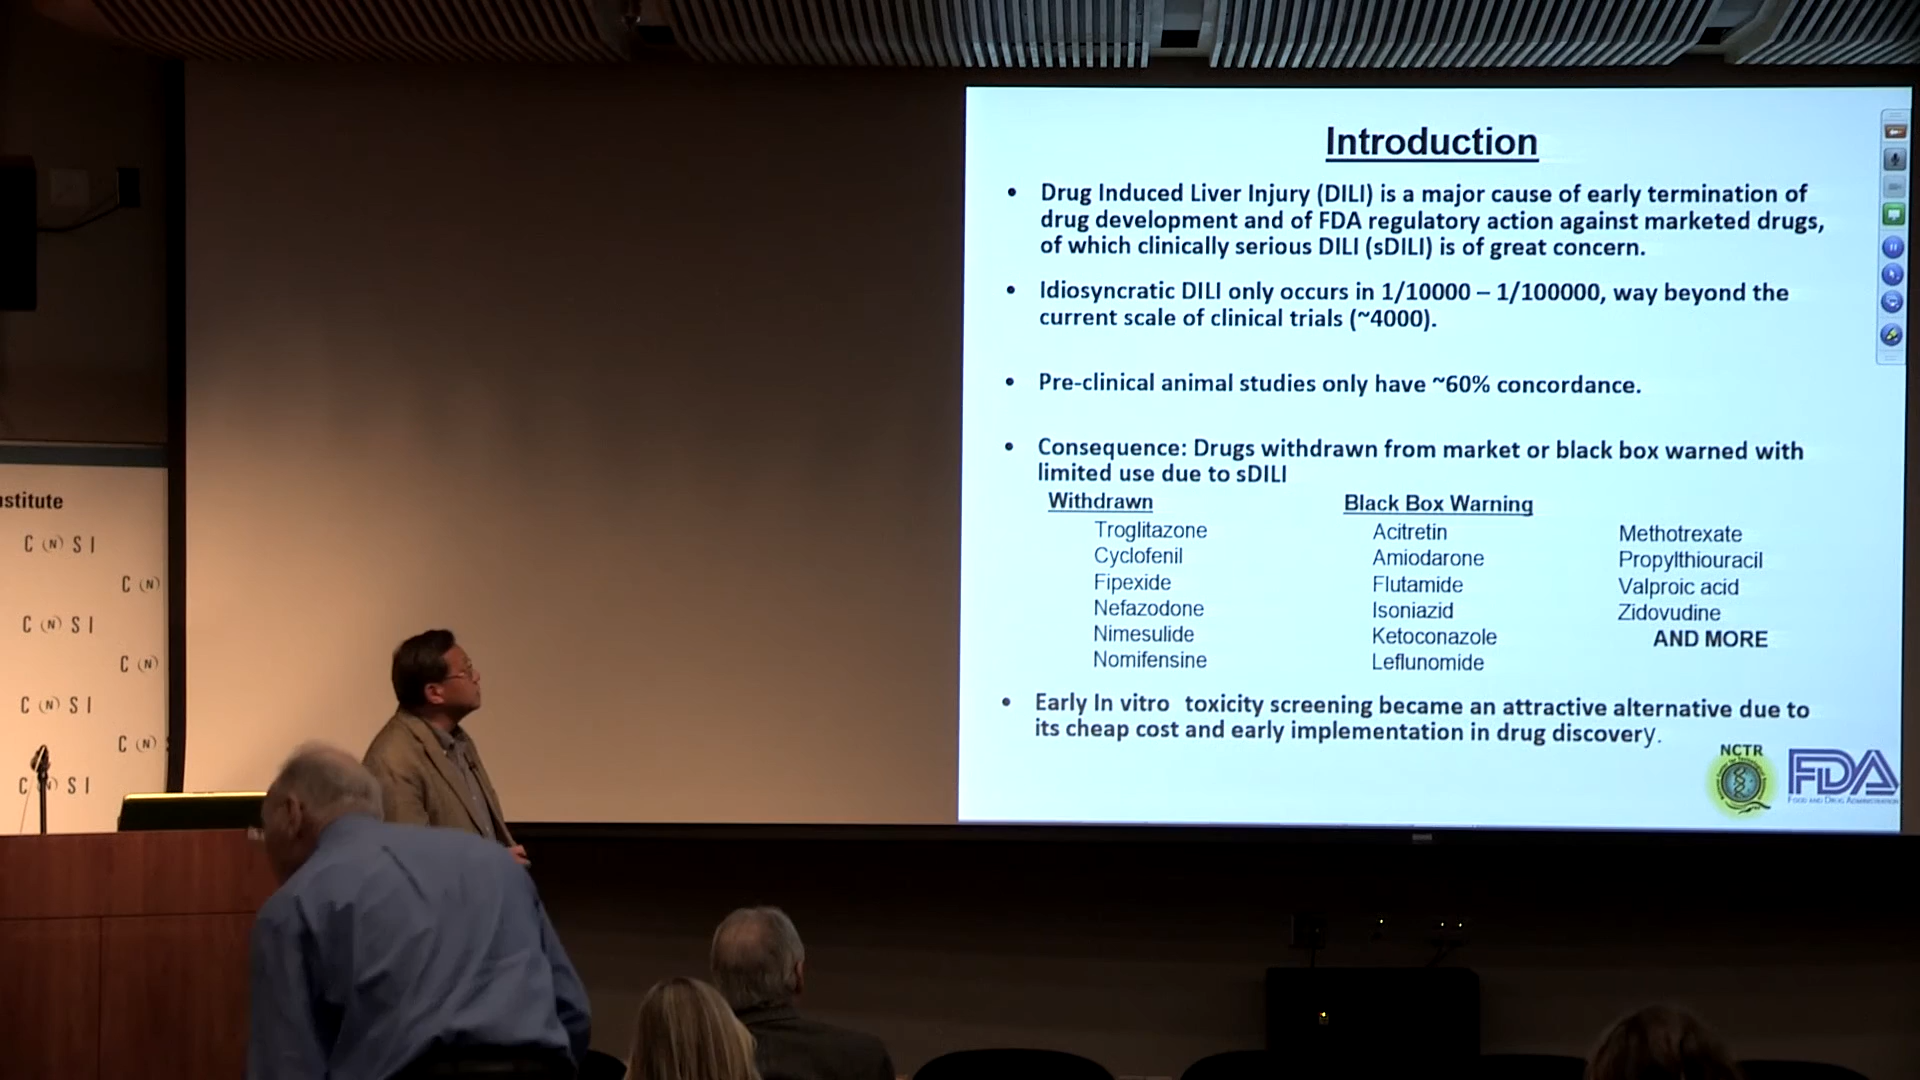 Introduction
• Drug Induced Liver Injury (DILI) is a major cause of early termination of
drug development and of FDA regulatory action against marketed drugs,
of which clinically serious DILI (sDILI) is of great concern.
• Idiosyncratic DILI only occurs in 1/10000 – 1/100000, way beyond the
current scale of clinical trials (~4000).
• Pre-clinical animal studies only have ~60% concordance.
• Consequence: Drugs withdrawn from market or black box warned with
limited use due to sDILI
Withdrawn
Troglitazone
Cyclofenil
Fipexide
Nefazodone
Nimesulide
Nomifensine
Black Box Warning
Acitretin
Amiodarone
Flutamide
Isoniazid
Ketoconazole
Leflunomide
Methotrexate
Propylthiouracil
Valproic acid
Zidovudine
AND MORE
• Early In vitro toxicity screening became an attractive alternative due to
its cheap cost and early implementation in drug discovery.
NCTR
FDA
Food and Drug Administration
stitute
C (N) S I
C (N)
C (N) S I
C (N)
C (N) S I
C (N)
C (N) S I